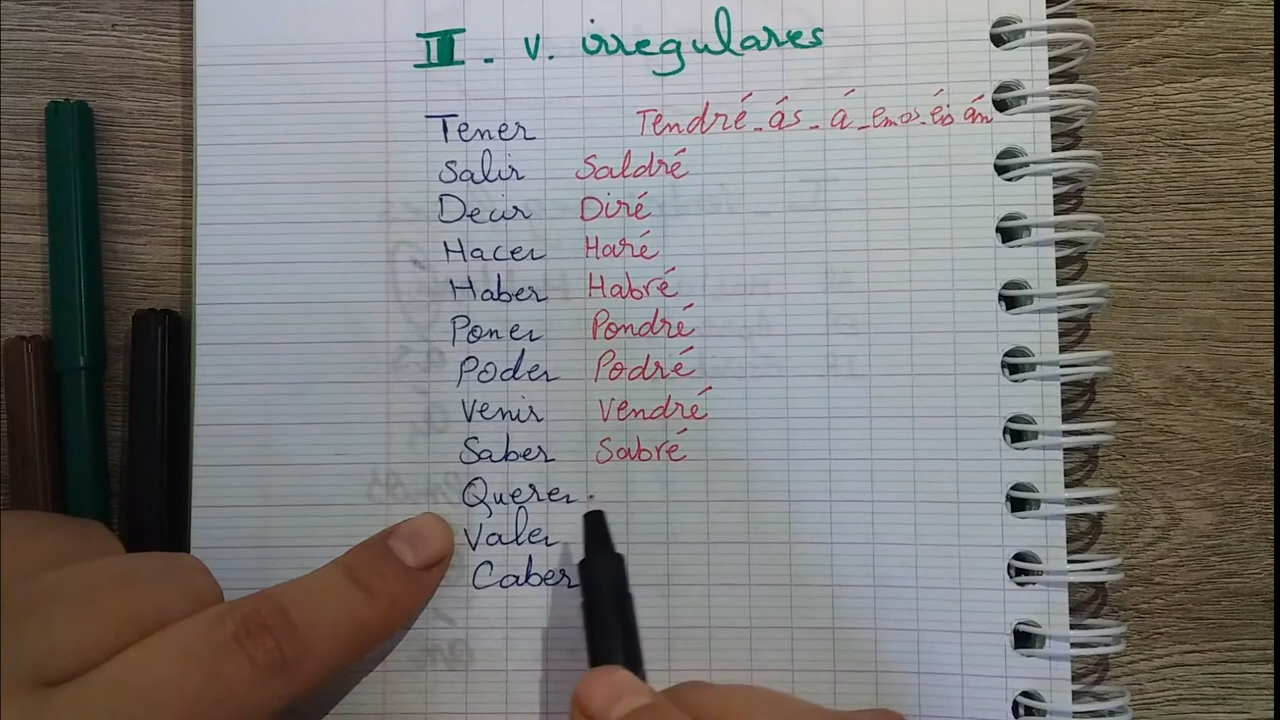 II - v. irregulares
Tener Tendré - ás - á - emos - éis án
Salir Saldré
Decir Diré
Hacer Haré
Haber Habré
Poner Pondré
Poder Podré
Venir Vendré
Saber Sabré
Querer
Valer
Caber